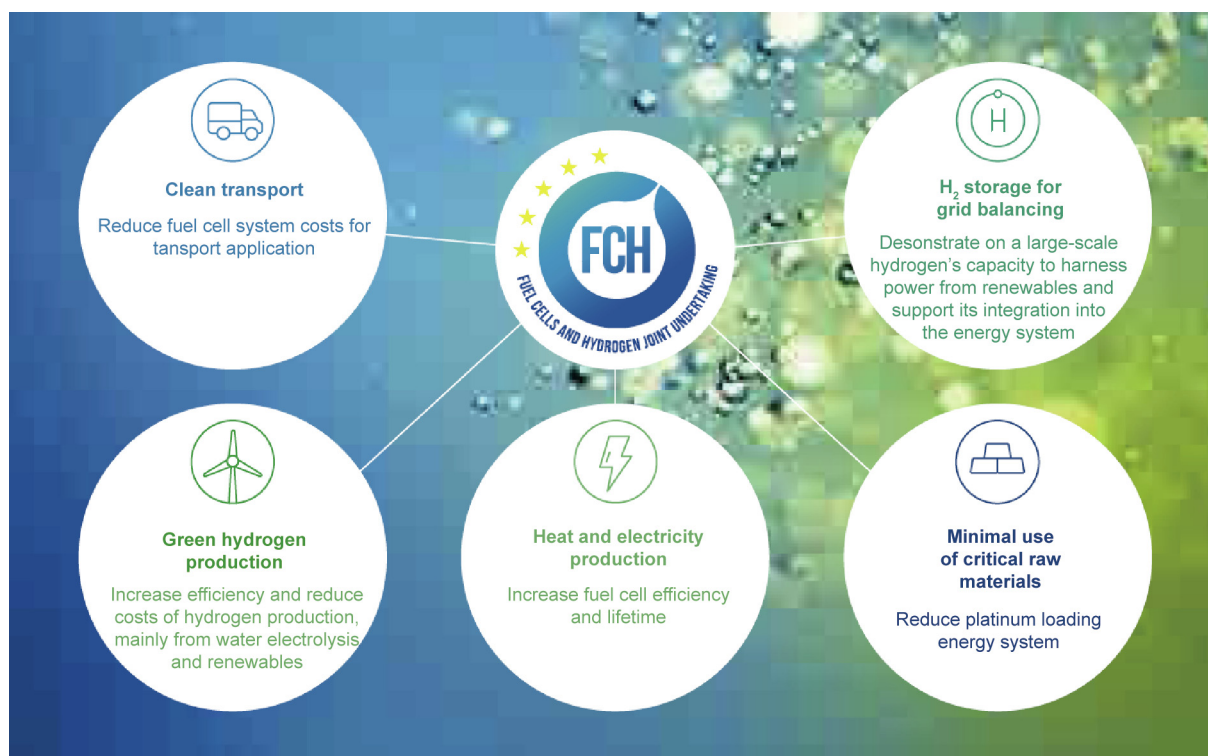 Clean transport
Reduce fuel cell system costs for
tansport application
FCH
FUEL CELLS AND HYDROGEN JOINT UNDERTAKING
H
H₂ storage for
grid balancing
Desonstrate on a large-scale
hydrogen's capacity to harness
power from renewables and
support its integration into
the energy system
Green hydrogen
production
Increase efficiency and reduce
costs of hydrogen production,
mainly from water electrolysis
and renewables
Heat and electricity
production
Increase fuel cell efficiency
and lifetime
Minimal use
of critical raw
materials
Reduce platinum loading
energy system